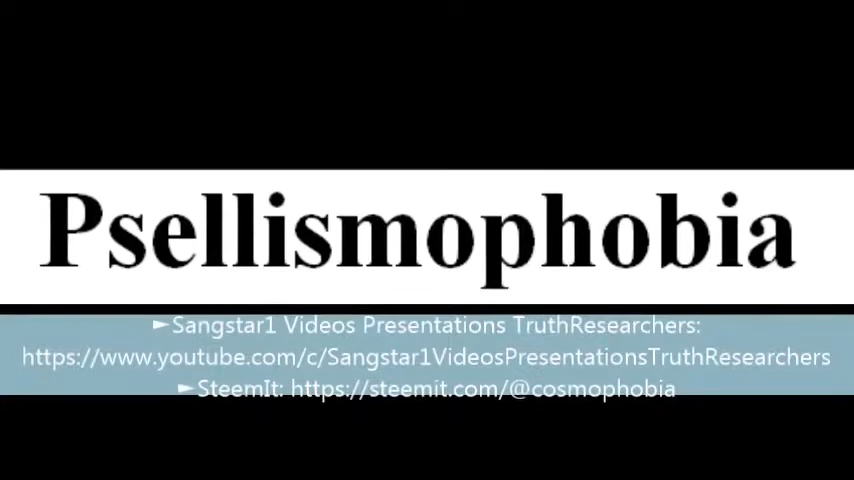 Psellismophobia
►Sangstar1 Videos Presentations TruthResearchers:
https://www.youtube.com/c/Sangstar1VideosPresentationsTruthResearchers
►SteemIt: https://steemit.com/@cosmophobia